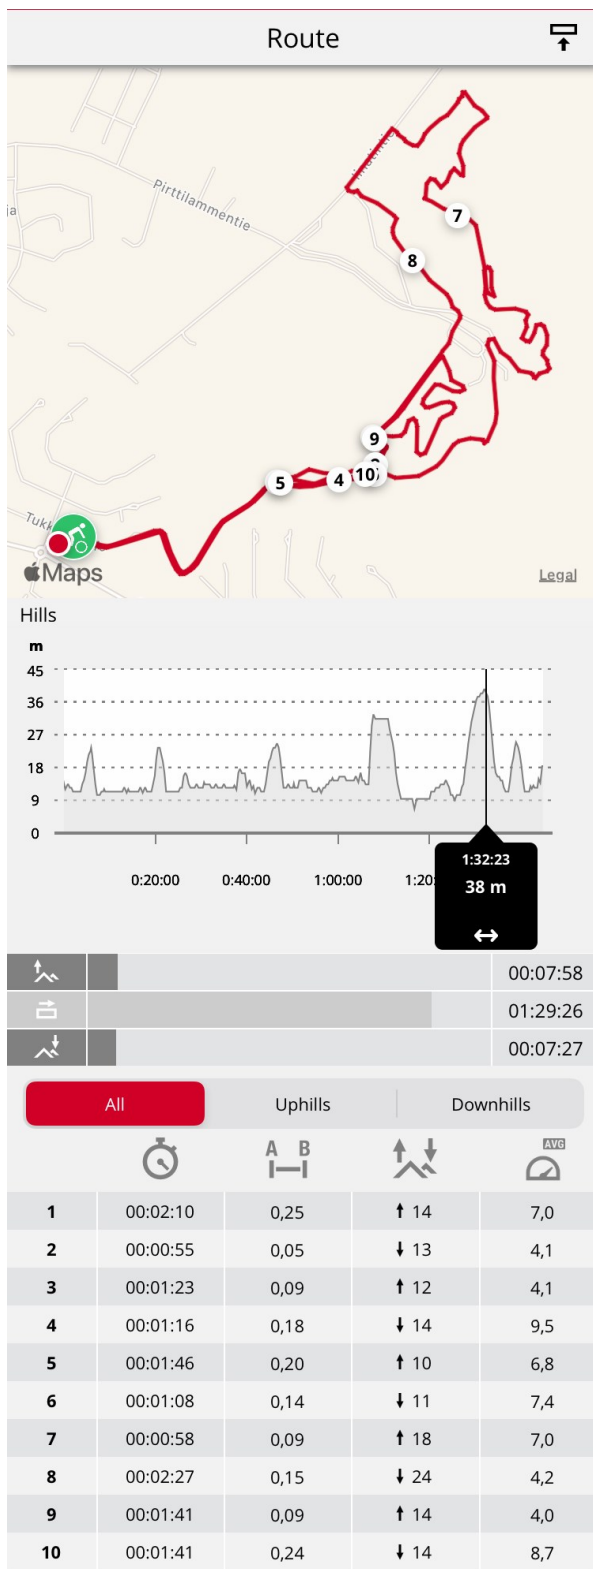 Route
Pirttilammentie
ja
7
8
9
10
4
5
Tukk
Maps
Legal
Hills
m
45
36
27
18
9
0
0:20:00 0:40:00 1:00:00 1:20:
1:32:23
38 m
00:07:58
01:29:26
00:07:27
All Uphills Downhills
A B AVG
1 00:02:10 0,25 14 7,0
2 00:00:55 0,05 13 4,1
3 00:01:23 0,09 12 4,1
4 00:01:16 0,18 14 9,5
5 00:01:46 0,20 10 6,8
6 00:01:08 0,14 11 7,4
7 00:00:58 0,09 18 7,0
8 00:02:27 0,15 24 4,2
9 00:01:41 0,09 14 4,0
10 00:01:41 0,24 14 8,7